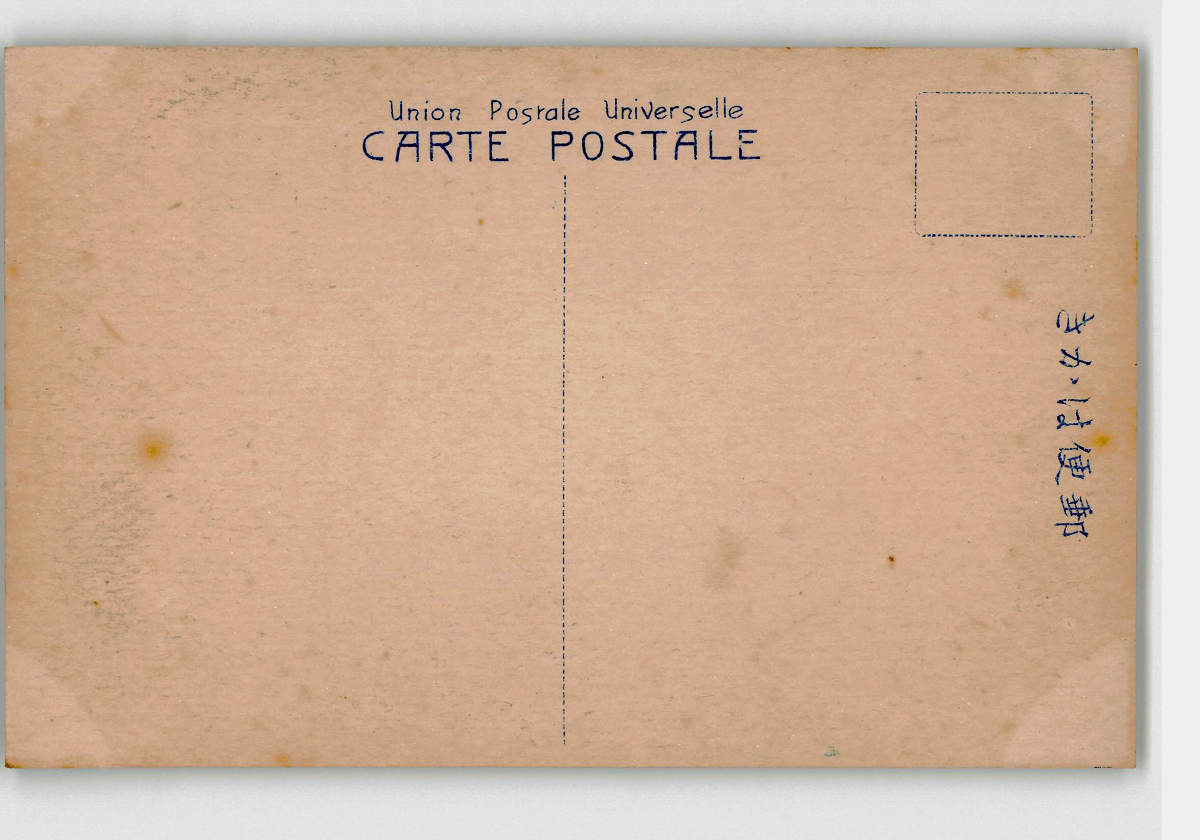 Union Postale Universelle
CARTE POSTALE
郵便はがき